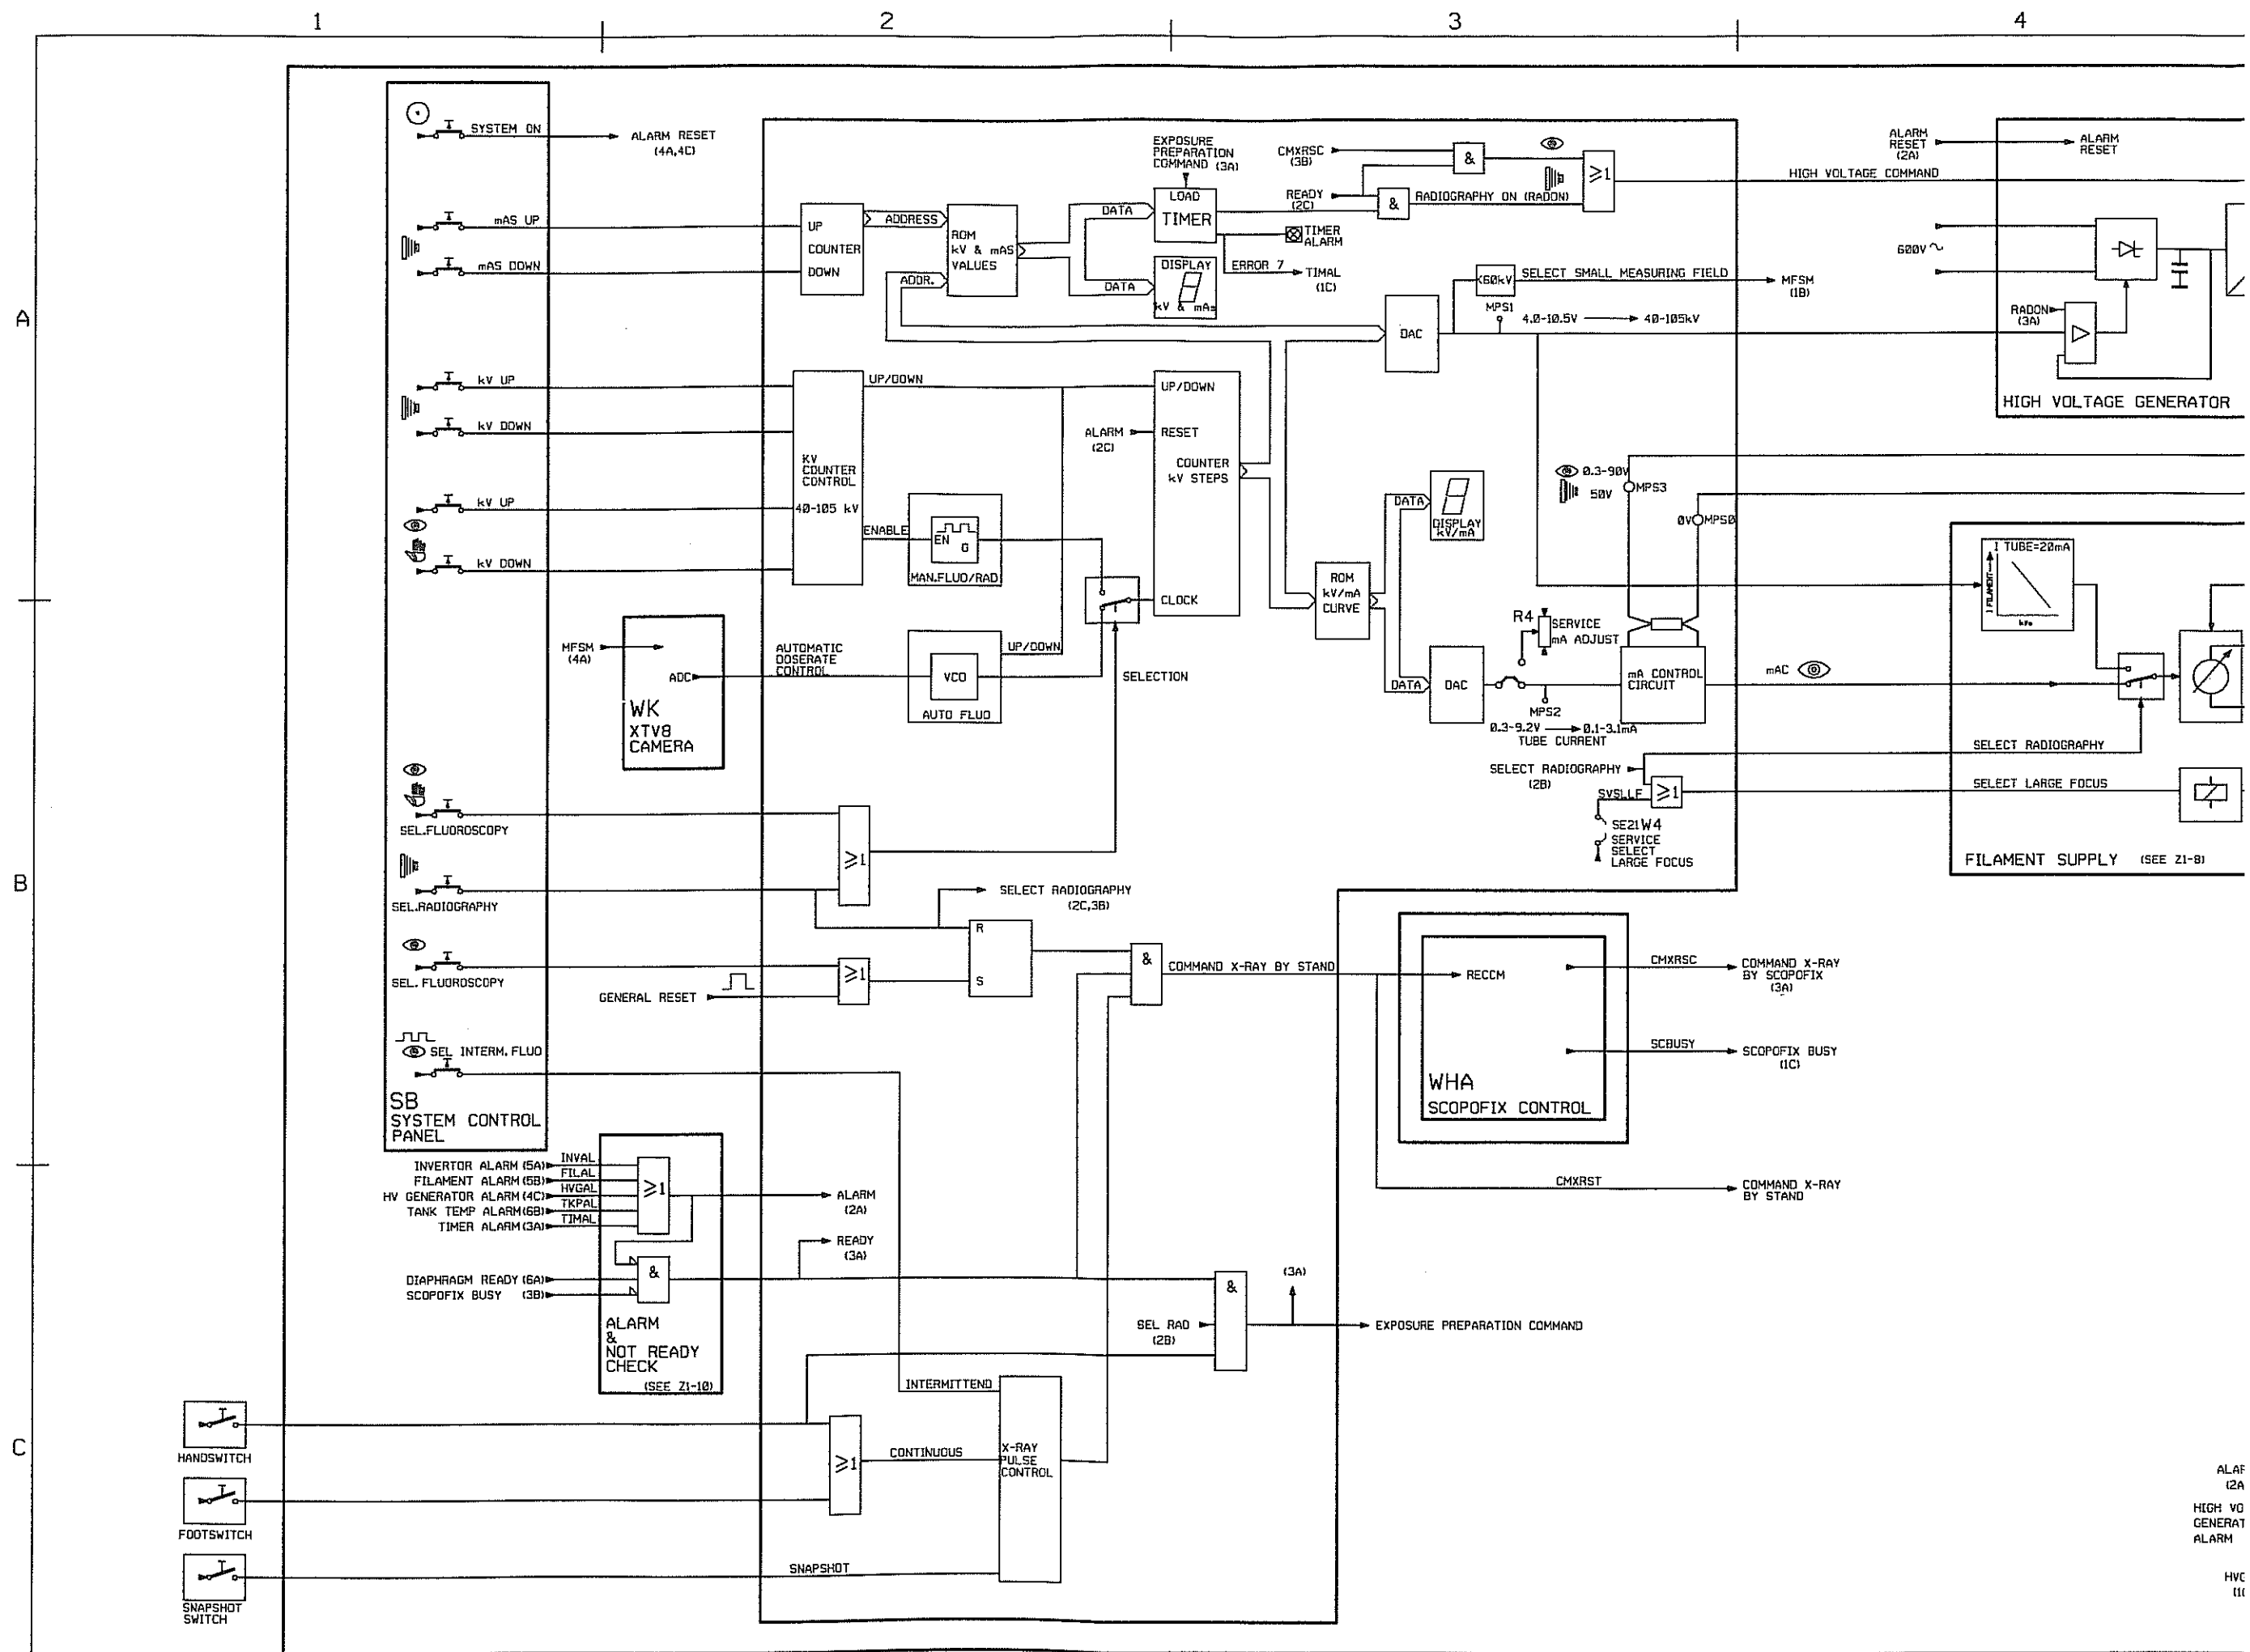 1
2
3
4
A
B
C
SYSTEM ON
ALARM RESET
(4A,4C)
mAS UP
mAS DOWN
kV UP
kV DOWN
kV UP
kV DOWN
SEL.FLUOROSCOPY
SEL.RADIOGRAPHY
SEL. FLUOROSCOPY
SEL INTERM.FLUO
SB
SYSTEM CONTROL
PANEL
MFSM
(4A)
ADC
WK
XTV8
CAMERA
AUTOMATIC
DOSERATE
CONTROL
GENERAL RESET
UP
COUNTER
DOWN
ADDRESS
ADDR.
ROM
kV & mAS
VALUES
DATA
DATA
EXPOSURE
PREPARATION
COMMAND (3A)
LOAD
TIMER
DISPLAY
kV & mAs
CMXRSC
(3B)
READY
(2C)
&
&
≥1
RADIOGRAPHY ON (RADON)
TIMER
ALARM
ERROR 7
TIMAL
(1C)
<60kV
SELECT SMALL MEASURING FIELD
MFSM
(1B)
MPS1
4.0-10.5V
40-105kV
DAC
KV
COUNTER
CONTROL
40-105 kV
UP/DOWN
ENABLE
EN
G
MAN.FLUO/RAD
UP/DOWN
VCO
AUTO FLUO
ALARM
(2C)
UP/DOWN
RESET
COUNTER
kV STEPS
CLOCK
SELECTION
ROM
kV/mA
CURVE
DATA
DISPLAY
kV/mA
DATA
DAC
R4
SERVICE
mA ADJUST
MPS2
0.3-9.2V
0.1-3.1mA
TUBE CURRENT
0.3-90V
50V
MPS3
0V
MPS0
mA CONTROL
CIRCUIT
mAC
SELECT RADIOGRAPHY
(2B)
≥1
SVSLLF
SE21W4
SERVICE
SELECT
LARGE FOCUS
SELECT RADIOGRAPHY
SELECT LARGE FOCUS
ALARM
RESET
(2A)
ALARM
RESET
HIGH VOLTAGE COMMAND
600V
RADON
(3A)
HIGH VOLTAGE GENERATOR
I TUBE=20mA
I FILAMENT
FILAMENT SUPPLY (SEE Z1-8)
≥1
SELECT RADIOGRAPHY
(2C,3B)
R
S
≥1
&
COMMAND X-RAY BY STAND
RECCM
WHA
SCOPOFIX CONTROL
CMXRSC
COMMAND X-RAY
BY SCOPOFIX
(3A)
SCBUSY
SCOPOFIX BUSY
(1C)
CMXRST
COMMAND X-RAY
BY STAND
INVERTOR ALARM (5A)
INVAL
FILAMENT ALARM (5B)
FILAL
HV GENERATOR ALARM (4C)
HVGAL
TANK TEMP ALARM (6B)
TKPAL
TIMER ALARM (3A)
TIMAL
≥1
ALARM
(2A)
READY
(3A)
DIAPHRAGM READY (6A)
SCOPOFIX BUSY (3B)
&
ALARM
&
NOT READY
CHECK
(SEE Z1-10)
&
(3A)
SEL RAD
(2B)
EXPOSURE PREPARATION COMMAND
INTERMITTEND
X-RAY
PULSE
CONTROL
≥1
CONTINUOUS
SNAPSHOT
HANDSWITCH
FOOTSWITCH
SNAPSHOT
SWITCH
HIGH VO
GENERAT
ALARM